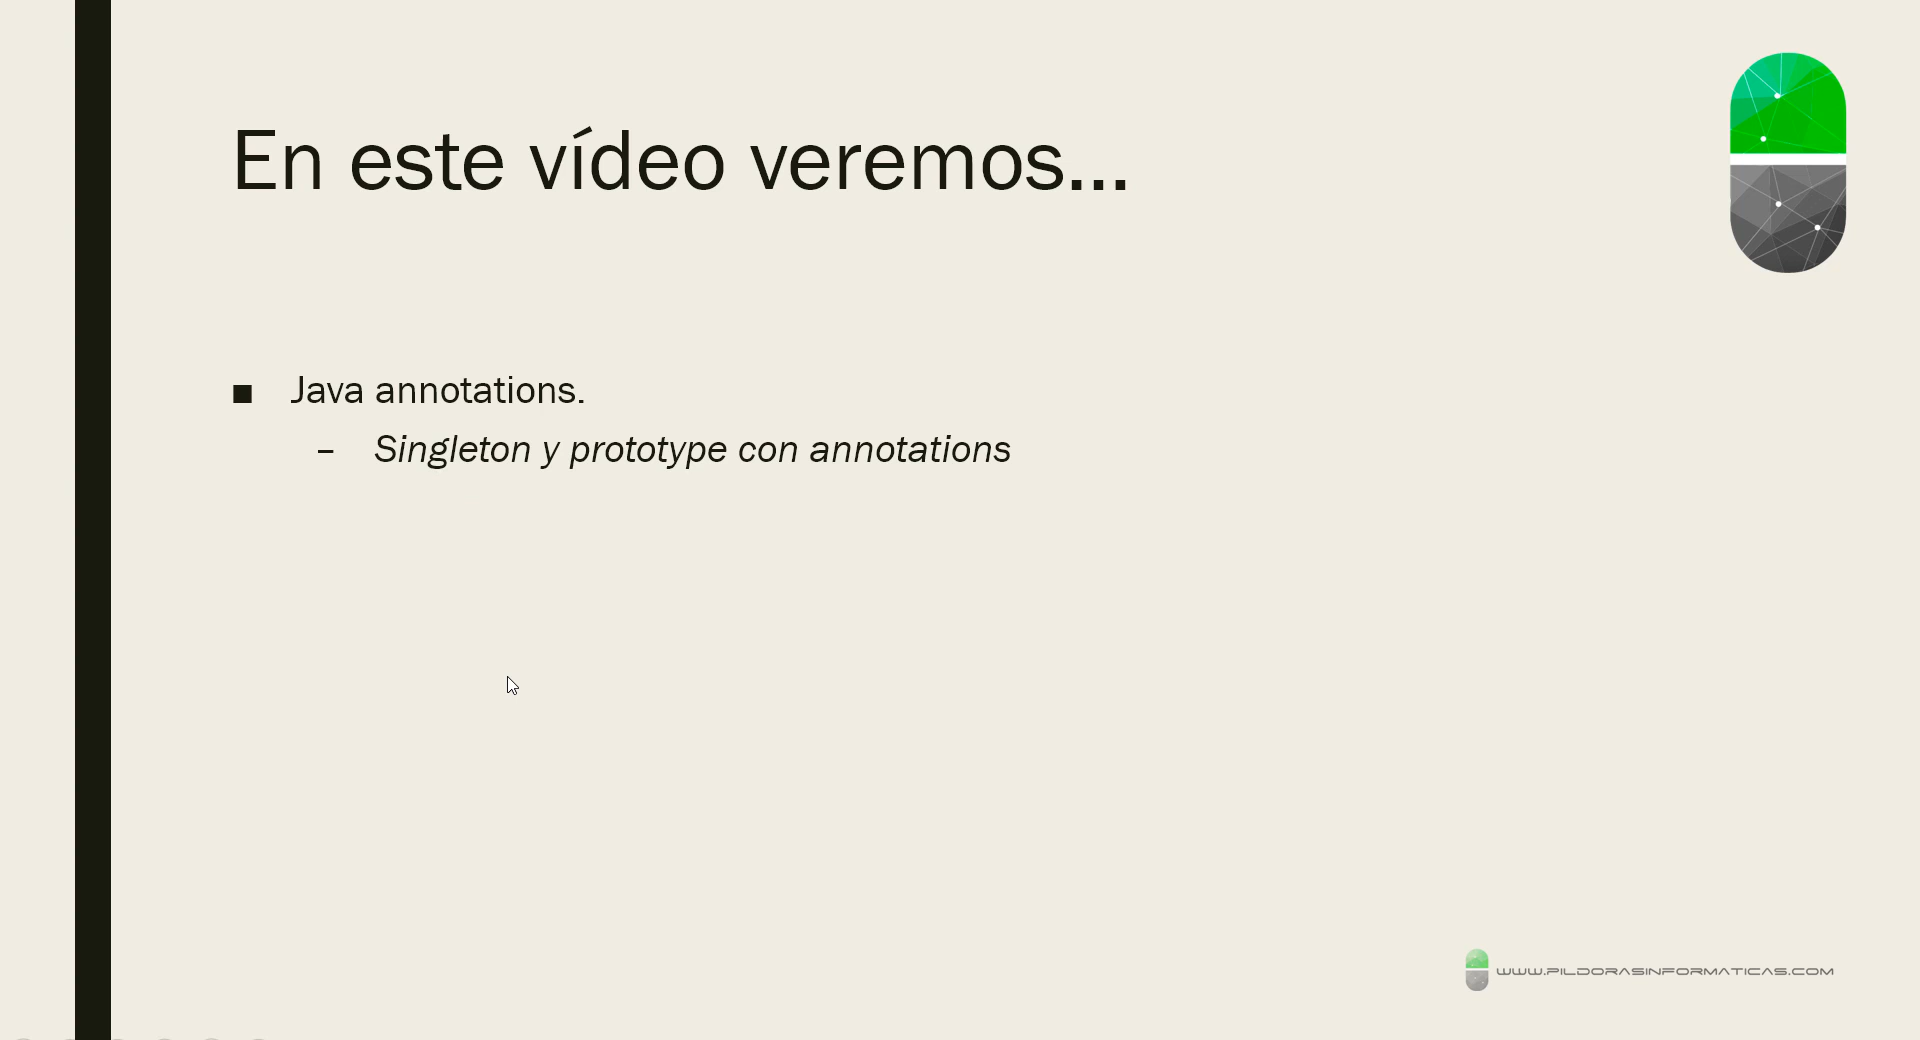 En este vídeo veremos...
■ Java annotations.
– Singleton y prototype con annotations
WWW.PILDORASINFORMATICAS.COM